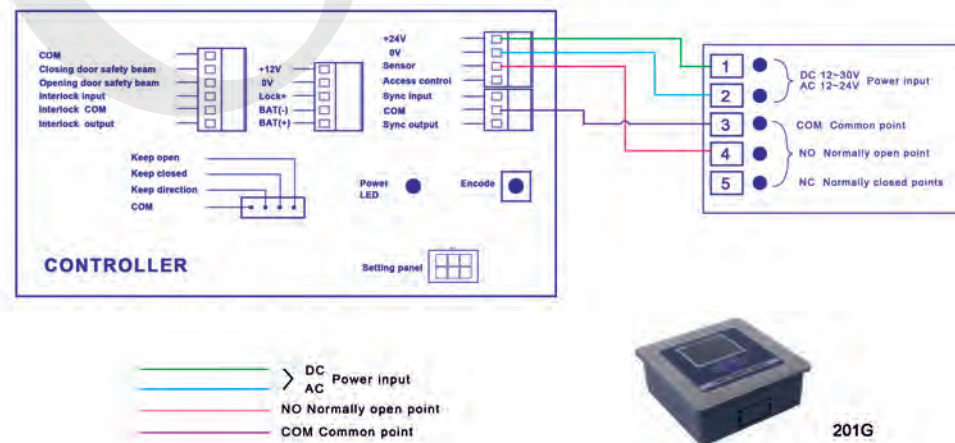 COM
Closing door safety beam
Opening door safety beam
Interlock input
Interlock COM
Interlock output
+12V
0V
Lock+
BAT(-)
BAT(+)
+24V
0V
Sensor
Access control
Sync input
COM
Sync output
Keep open
Keep closed
Keep direction
COM
Power LED
Encode
CONTROLLER
Setting panel
1
2
3
4
5
DC 12~30V
AC 12~24V
Power input
COM Common point
NO Normally open point
NC Normally closed points
DC
AC
Power input
NO Normally open point
COM Common point
201G